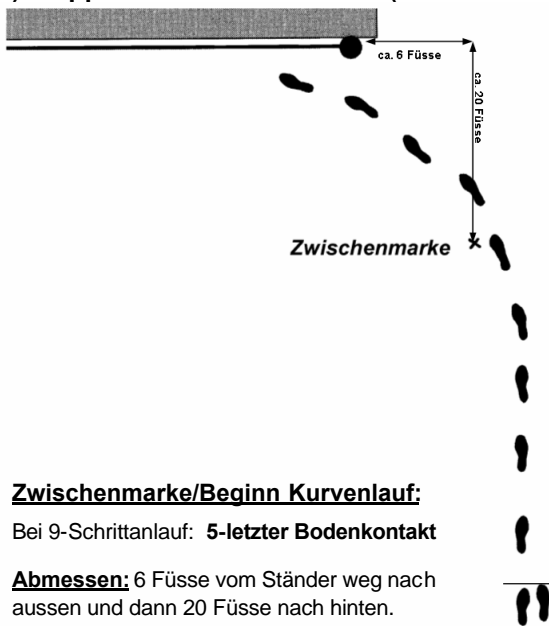 ca. 6 Füsse
ca. 20 Füsse
Zwischenmarke
Zwischenmarke/Beginn Kurvenlauf:
Bei 9-Schrittanlauf: 5-letzter Bodenkontakt
Abmessen: 6 Füsse vom Ständer weg nach
aussen und dann 20 Füsse nach hinten.